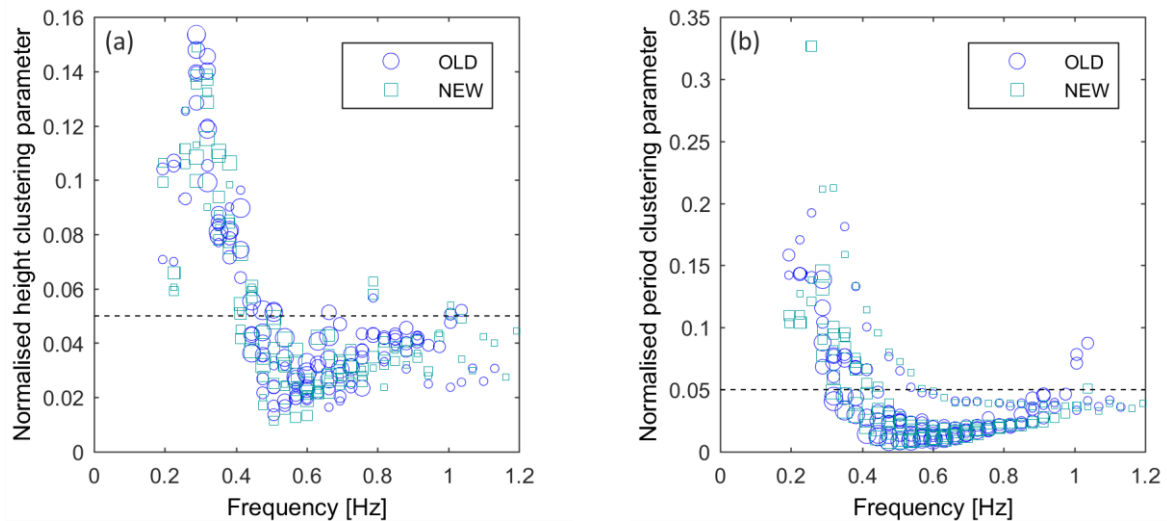 (a)
OLD
NEW
Normalised height clustering parameter
0.16
0.14
0.12
0.1
0.08
0.06
0.04
0.02
0
0 0.2 0.4 0.6 0.8 1 1.2
Frequency [Hz]
(b)
OLD
NEW
Normalised period clustering parameter
0.35
0.3
0.25
0.2
0.15
0.1
0.05
0
0 0.2 0.4 0.6 0.8 1 1.2
Frequency [Hz]